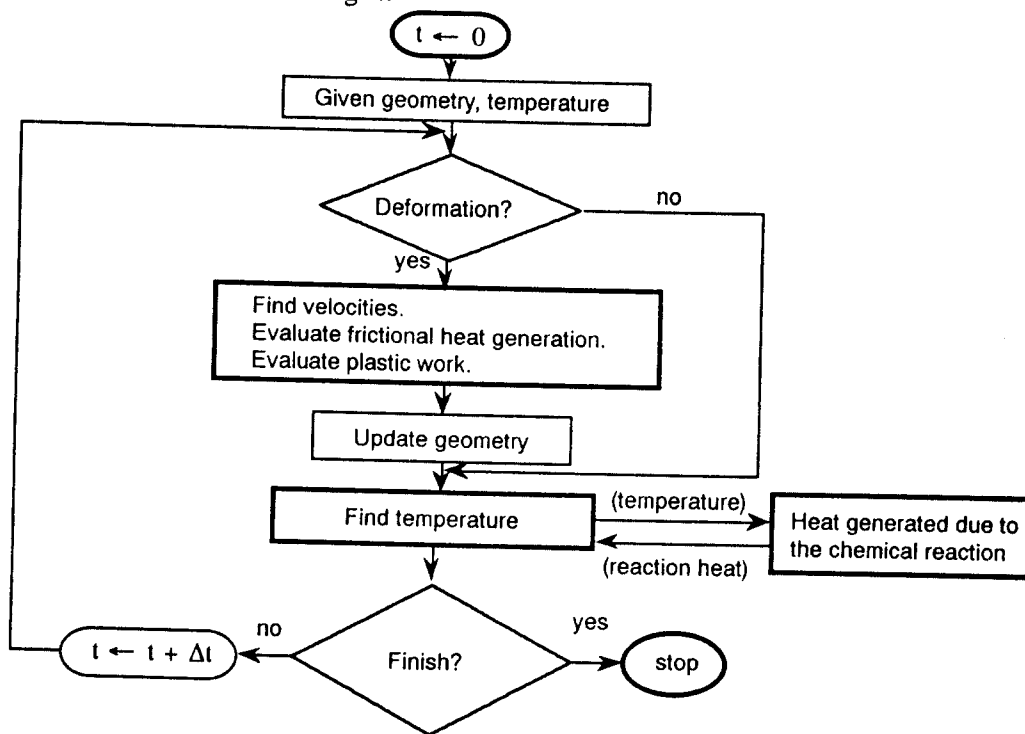 t ← 0
Given geometry, temperature
Deformation?
no
yes
Find velocities.
Evaluate frictional heat generation.
Evaluate plastic work.
Update geometry
Find temperature
(temperature)
(reaction heat)
Heat generated due to
the chemical reaction
no
t ← t + Δt
Finish?
yes
stop